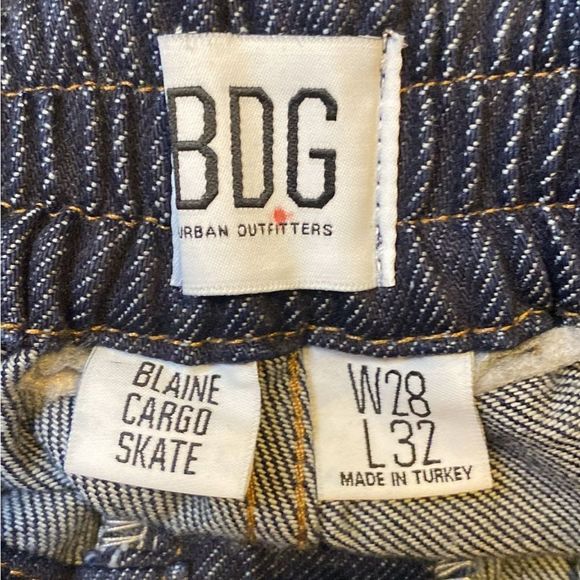 BDG
URBAN OUTFITTERS
BLAINE
CARGO
SKATE
W28
L32
MADE IN TURKEY